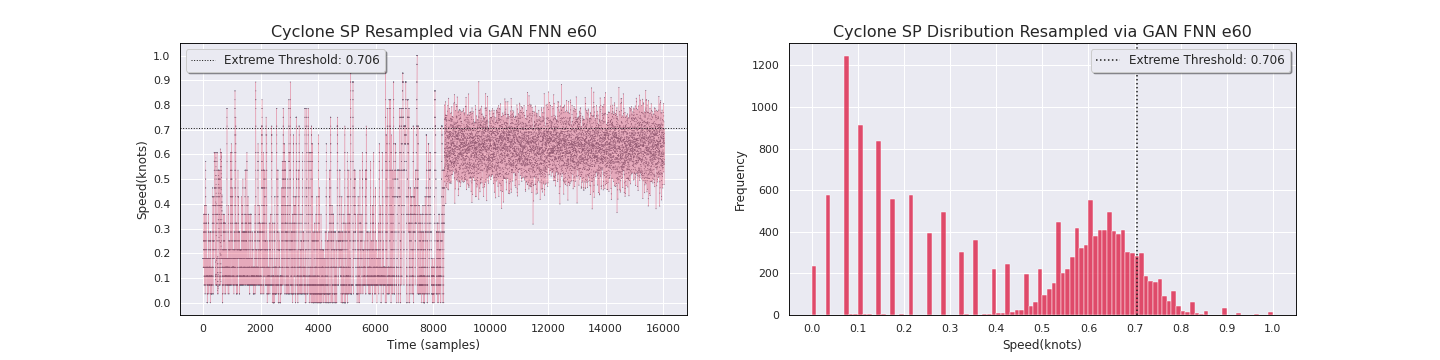 Cyclone SP Resampled via GAN FNN e60
Extreme Threshold: 0.706
1.0
0.9
0.8
0.7
0.6
0.5
0.4
0.3
0.2
0.1
0.0
Speed(knots)
0 2000 4000 6000 8000 10000 12000 14000 16000
Time (samples)
Cyclone SP Disribution Resampled via GAN FNN e60
Extreme Threshold: 0.706
1200
1000
800
600
400
200
0
Frequency
0.0 0.1 0.2 0.3 0.4 0.5 0.6 0.7 0.8 0.9 1.0
Speed(knots)